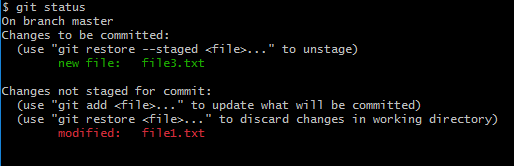 $ git status
On branch master
Changes to be committed:
  (use "git restore --staged <file>..." to unstage)
        new file:   file3.txt

Changes not staged for commit:
  (use "git add <file>..." to update what will be committed)
  (use "git restore <file>..." to discard changes in working directory)
        modified:   file1.txt